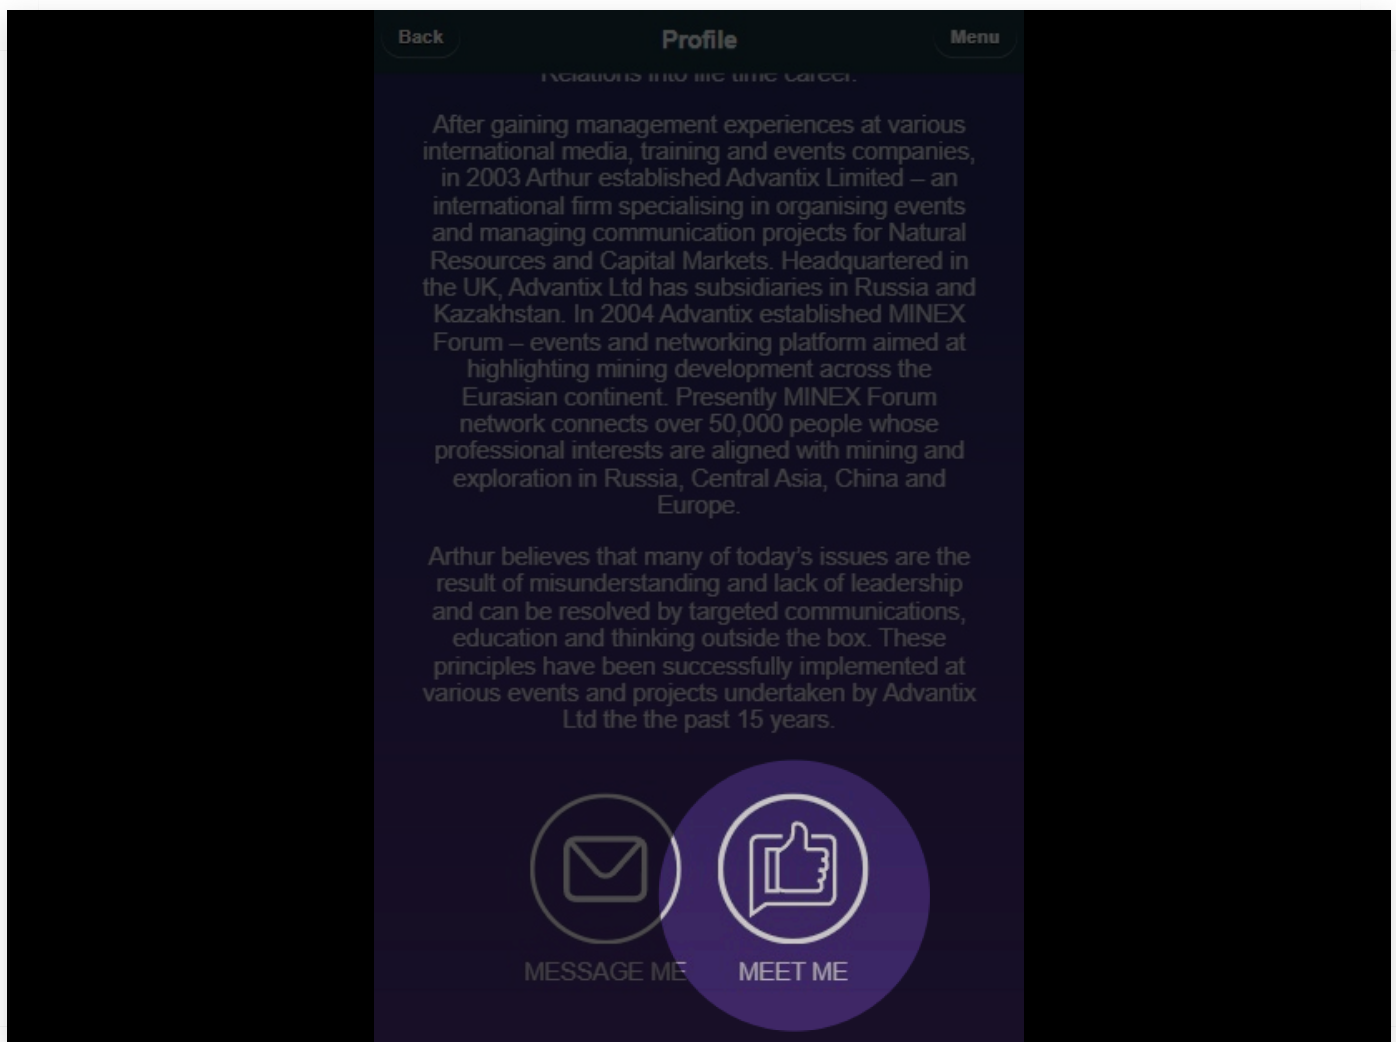 Back
Profile
Menu
Relations into life time career.
After gaining management experiences at various
international media, training and events companies,
in 2003 Arthur established Advantix Limited – an
international firm specialising in organising events
and managing communication projects for Natural
Resources and Capital Markets. Headquartered in
the UK, Advantix Ltd has subsidiaries in Russia and
Kazakhstan. In 2004 Advantix established MINEX
Forum – events and networking platform aimed at
highlighting mining development across the
Eurasian continent. Presently MINEX Forum
network connects over 50,000 people whose
professional interests are aligned with mining and
exploration in Russia, Central Asia, China and
Europe.
Arthur believes that many of today’s issues are the
result of misunderstanding and lack of leadership
and can be resolved by targeted communications,
education and thinking outside the box. These
principles have been successfully implemented at
various events and projects undertaken by Advantix
Ltd the the past 15 years.
MESSAGE ME
MEET ME